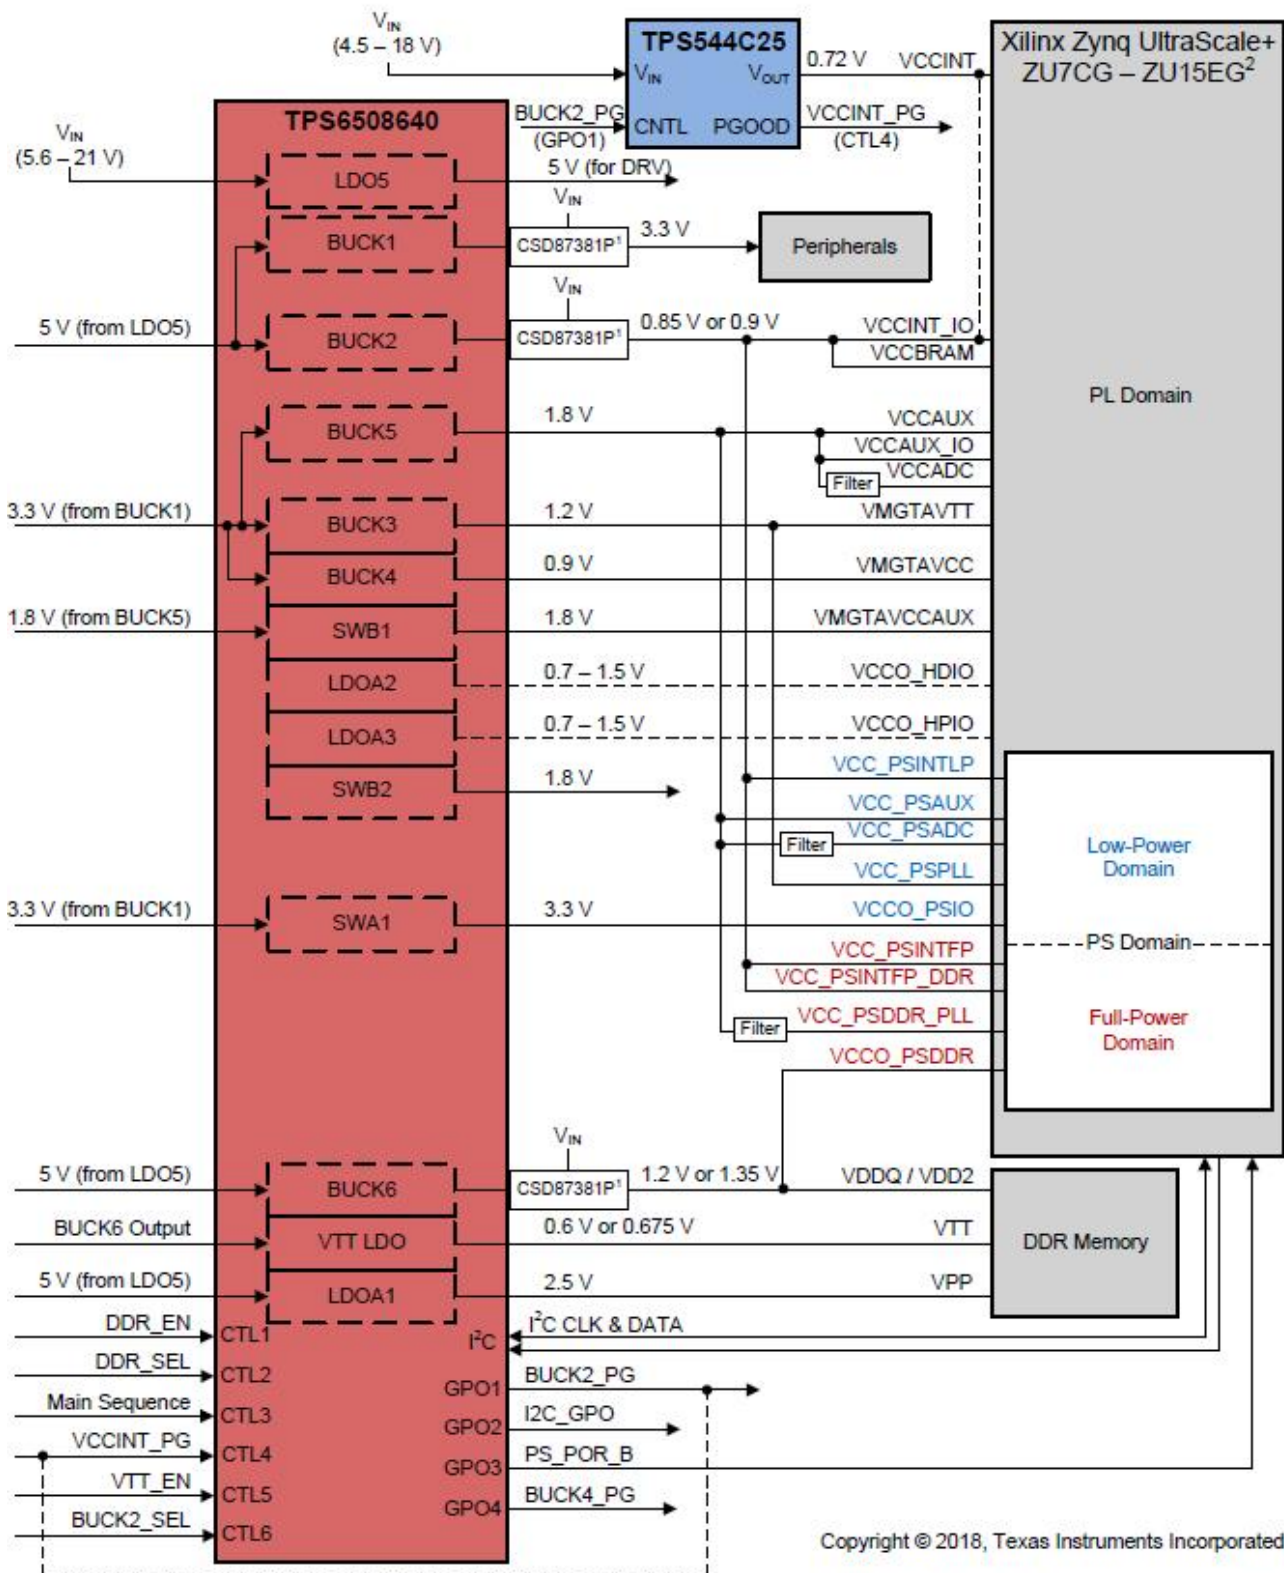 V_IN
(4.5 – 18 V)
TPS544C25
V_IN
V_OUT
0.72 V
VCCINT
Xilinx Zynq UltraScale+
ZU7CG – ZU15EG²
BUCK2_PG
(GPO1)
CNTL
PGOOD
VCCINT_PG
(CTL4)
TPS6508640
V_IN
(5.6 – 21 V)
LDO5
5 V (for DRV)
V_IN
BUCK1
CSD87381P¹
3.3 V
Peripherals
V_IN
5 V (from LDO5)
BUCK2
CSD87381P¹
0.85 V or 0.9 V
VCCINT_IO
VCCBRAM
PL Domain
BUCK5
1.8 V
VCCAUX
VCCAUX_IO
VCCADC
Filter
3.3 V (from BUCK1)
BUCK3
1.2 V
VMGTAVTT
BUCK4
0.9 V
VMGTAVCC
1.8 V (from BUCK5)
SWB1
1.8 V
VMGTAVCCAUX
LDOA2
0.7 – 1.5 V
VCCO_HDIO
LDOA3
0.7 – 1.5 V
VCCO_HPIO
SWB2
1.8 V
VCC_PSINTLP
VCC_PSAUX
VCC_PSADC
Filter
Low-Power
Domain
VCC_PSPLL
3.3 V (from BUCK1)
SWA1
3.3 V
VCCO_PSIO
PS Domain
VCC_PSINTFP
VCC_PSINTFP_DDR
VCC_PSDDR_PLL
Filter
Full-Power
Domain
VCCO_PSDDR
V_IN
5 V (from LDO5)
BUCK6
CSD87381P¹
1.2 V or 1.35 V
VDDQ / VDD2
BUCK6 Output
VTT LDO
0.6 V or 0.675 V
VTT
DDR Memory
5 V (from LDO5)
LDOA1
2.5 V
VPP
DDR_EN
CTL1
I²C
I²C CLK & DATA
DDR_SEL
CTL2
GPO1
BUCK2_PG
Main Sequence
CTL3
GPO2
I2C_GPO
VCCINT_PG
CTL4
GPO3
PS_POR_B
VTT_EN
CTL5
GPO4
BUCK4_PG
BUCK2_SEL
CTL6
Copyright © 2018, Texas Instruments Incorporated